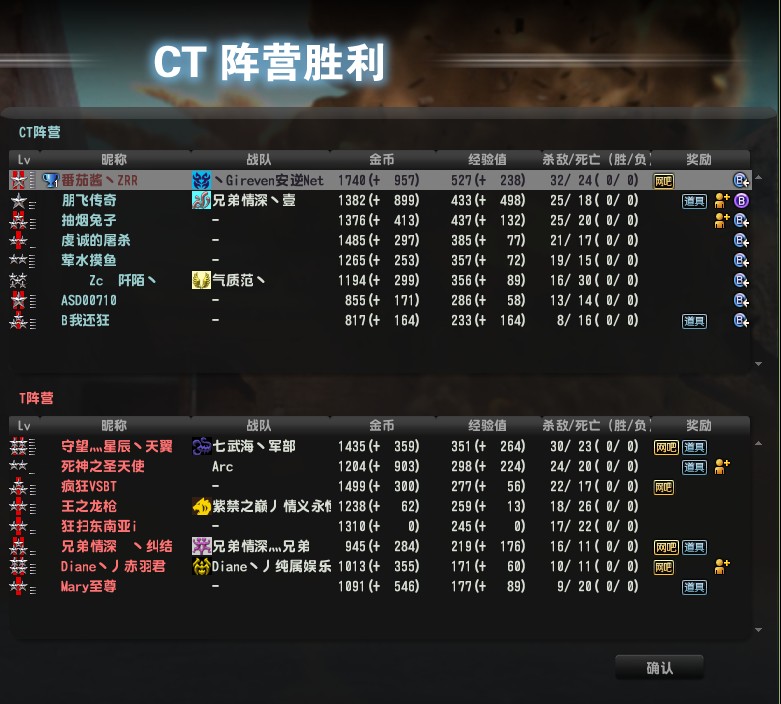 CT 阵营胜利
CT阵营
Lv 昵称 战队 金币 经验值 杀敌/死亡 (胜/负) 奖励
番茄酱丶ZRR 丶Gireven安逆Net 1740(+ 957) 527(+ 238) 32/ 24( 0/ 0) 网吧 B
朋飞传奇 兄弟情深丶壹 1382(+ 899) 433(+ 498) 25/ 18( 0/ 0) 道具 B
抽烟兔子 - 1376(+ 413) 437(+ 132) 25/ 20( 0/ 0) B
虔诚的屠杀 - 1485(+ 297) 385(+ 77) 21/ 17( 0/ 0) B
荤水摸鱼 - 1265(+ 253) 357(+ 72) 19/ 15( 0/ 0) B
Zc 阡陌丶 气质范丶 1194(+ 299) 356(+ 89) 16/ 30( 0/ 0) B
ASD00710 - 855(+ 171) 286(+ 58) 13/ 14( 0/ 0) B
B我还狂 - 817(+ 164) 233(+ 164) 8/ 16( 0/ 0) 道具 B
T阵营
Lv 昵称 战队 金币 经验值 杀敌/死亡 (胜/负) 奖励
守望灬星辰丶天翼 七武海丶军部 1435(+ 359) 351(+ 264) 30/ 23( 0/ 0) 网吧 道具
死神之圣天使 Arc 1204(+ 903) 298(+ 224) 24/ 20( 0/ 0) 道具
疯狂VSBT - 1499(+ 300) 277(+ 56) 22/ 17( 0/ 0) 网吧
王之龙枪 紫禁之巅丿情义永恒 1238(+ 62) 259(+ 13) 18/ 26( 0/ 0)
狂扫东南亚i - 1310(+ 0) 245(+ 0) 17/ 22( 0/ 0)
兄弟情深 丶纠结 兄弟情深灬兄弟 945(+ 284) 219(+ 176) 16/ 11( 0/ 0) 网吧 道具
Diane丶丿赤羽君 Diane丶丿纯属娱乐 1013(+ 355) 171(+ 60) 10/ 11( 0/ 0) 网吧
Mary至尊 - 1091(+ 546) 177(+ 89) 9/ 20( 0/ 0) 道具
确认